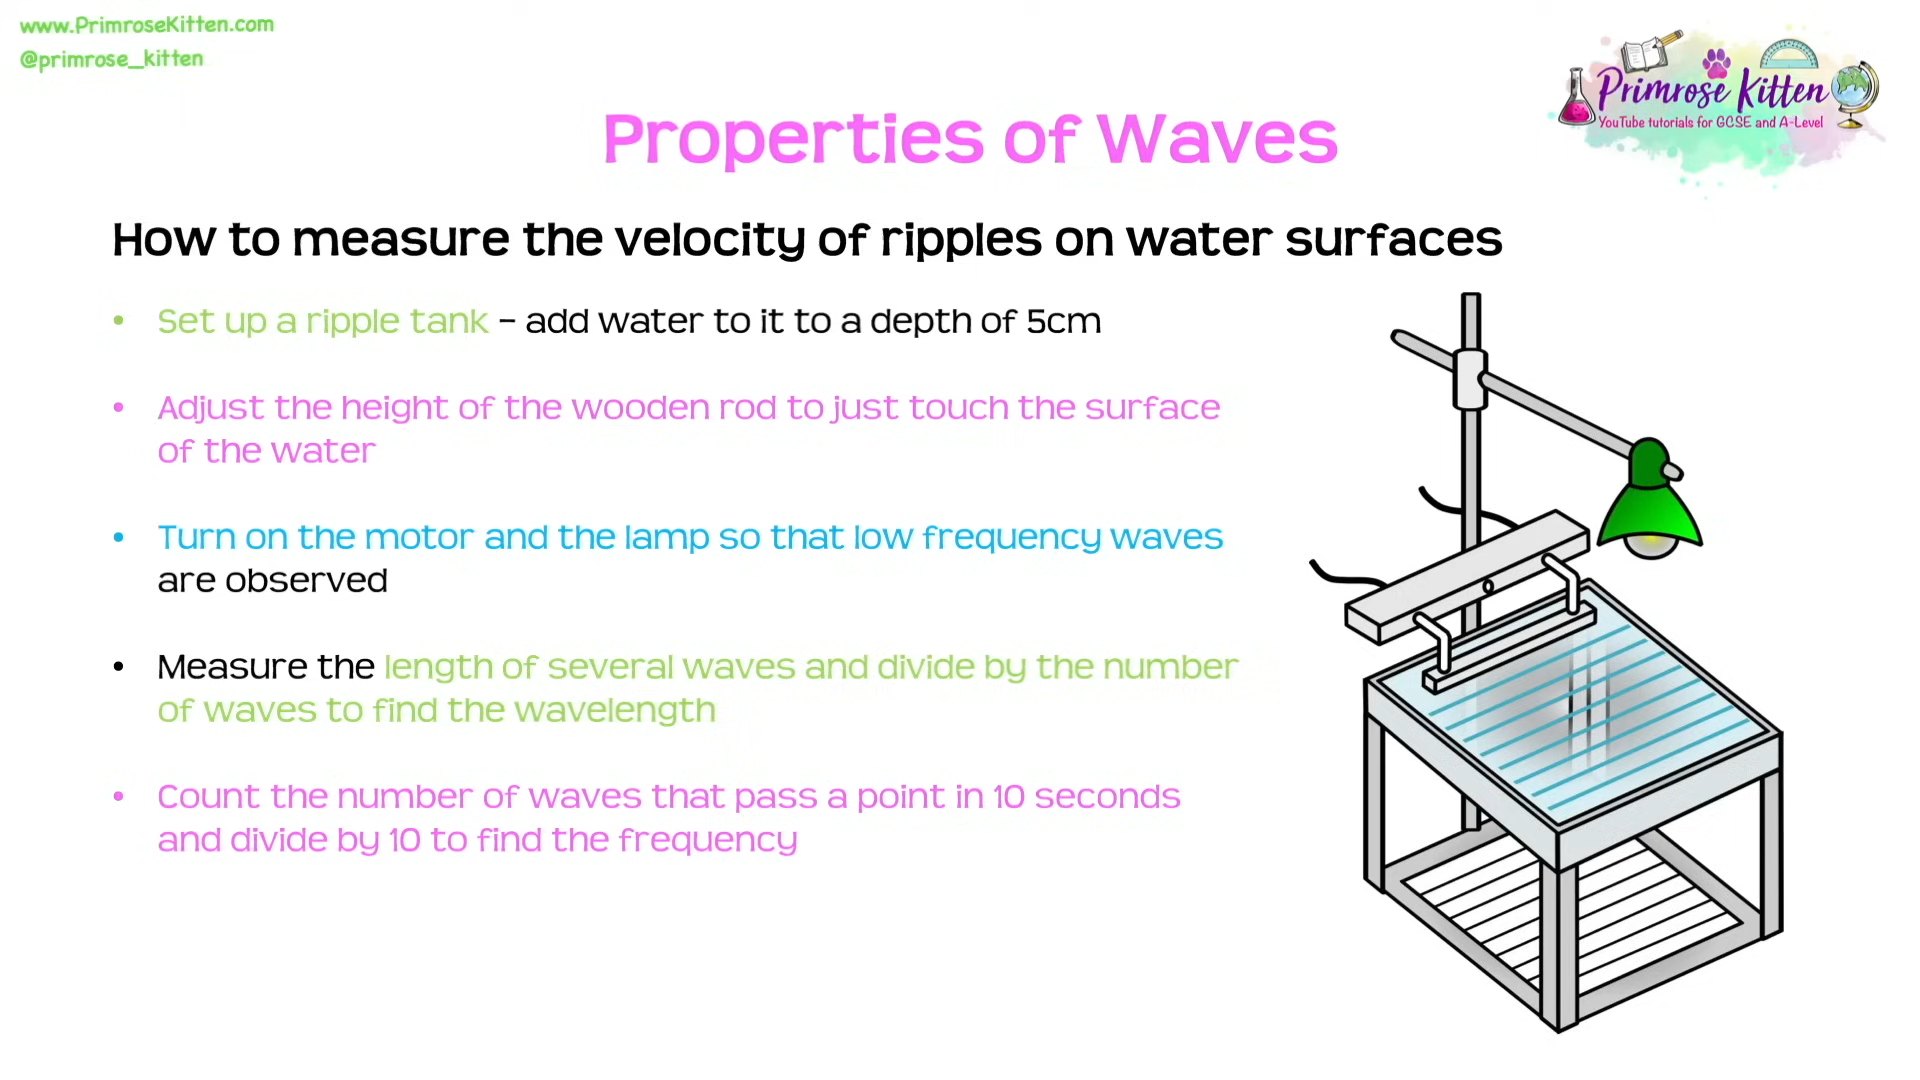 www.PrimroseKitten.com
@primrose_kitten
Primrose Kitten
YouTube tutorials for GCSE and A-Level
Properties of Waves
How to measure the velocity of ripples on water surfaces
• Set up a ripple tank – add water to it to a depth of 5cm
• Adjust the height of the wooden rod to just touch the surface
of the water
• Turn on the motor and the lamp so that low frequency waves
are observed
• Measure the length of several waves and divide by the number
of waves to find the wavelength
• Count the number of waves that pass a point in 10 seconds
and divide by 10 to find the frequency